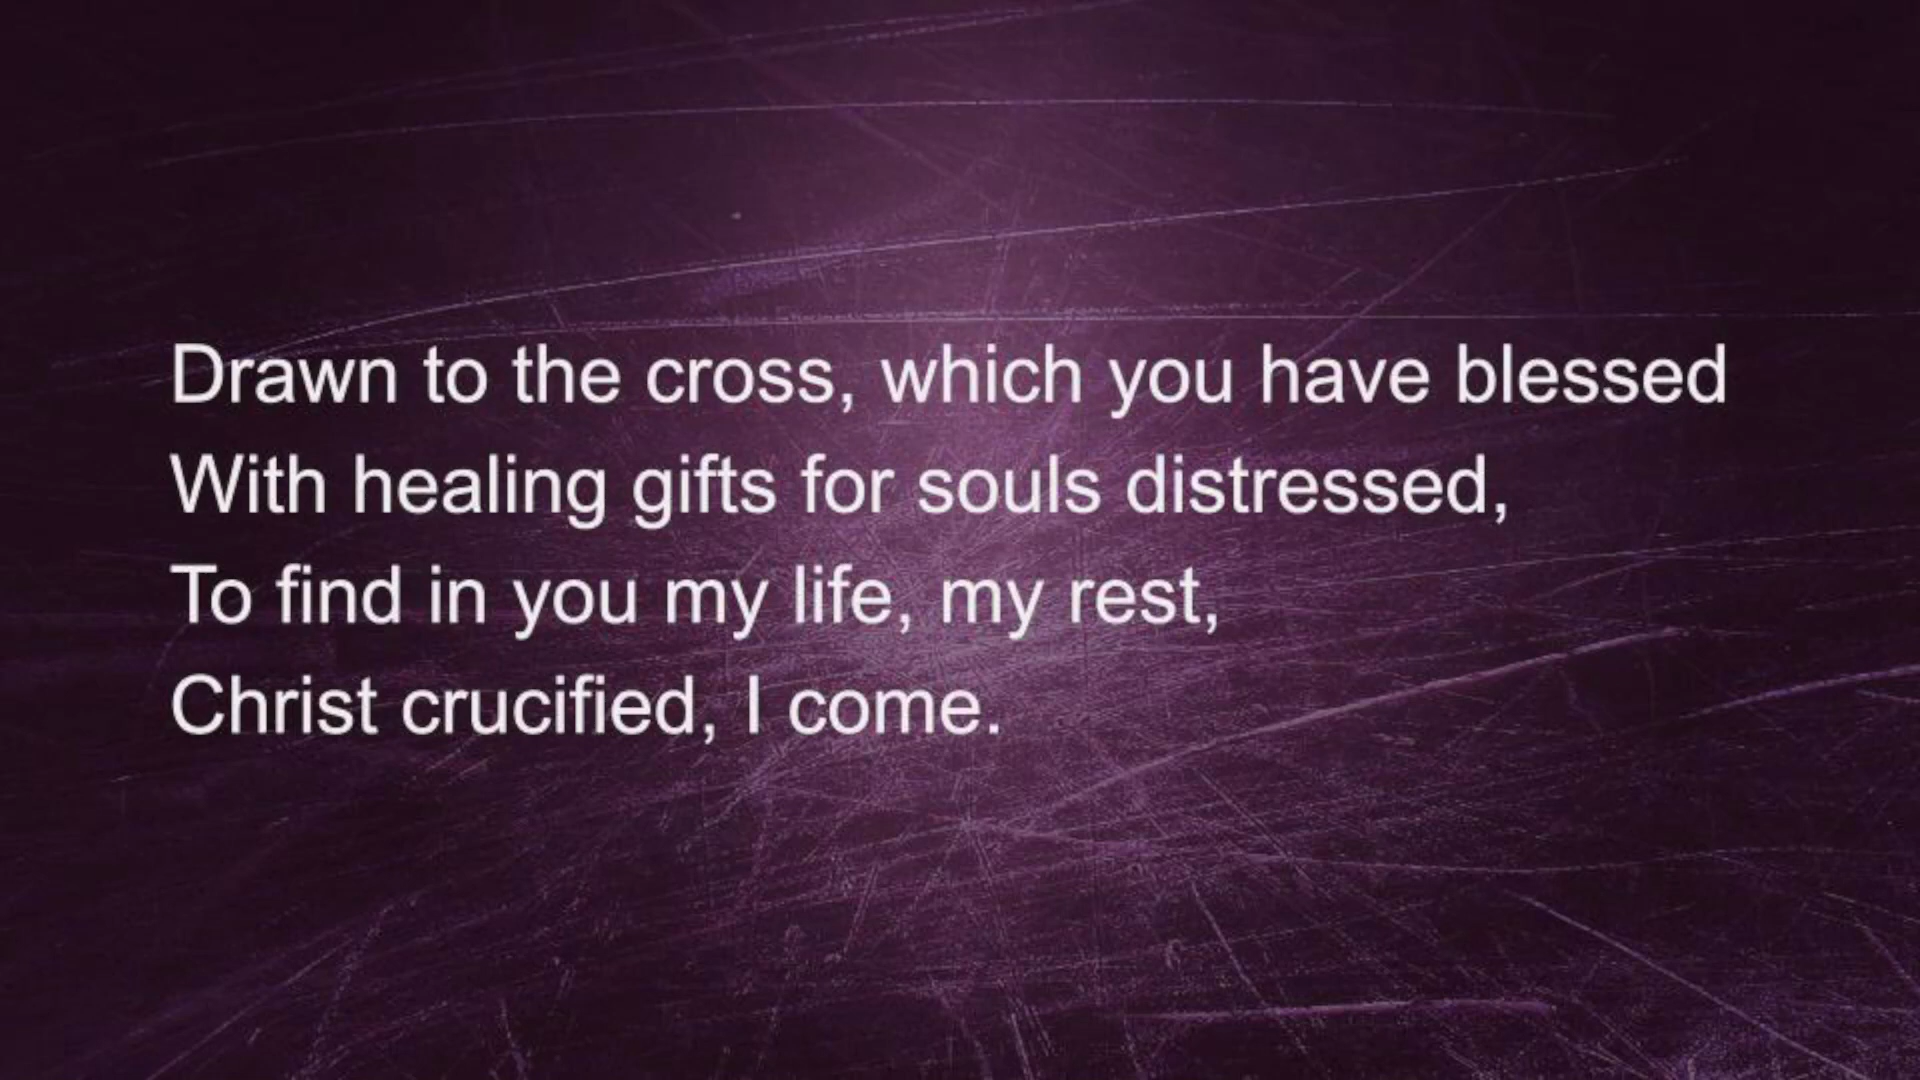 Drawn to the cross, which you have blessed
With healing gifts for souls distressed,
To find in you my life, my rest,
Christ crucified, I come.